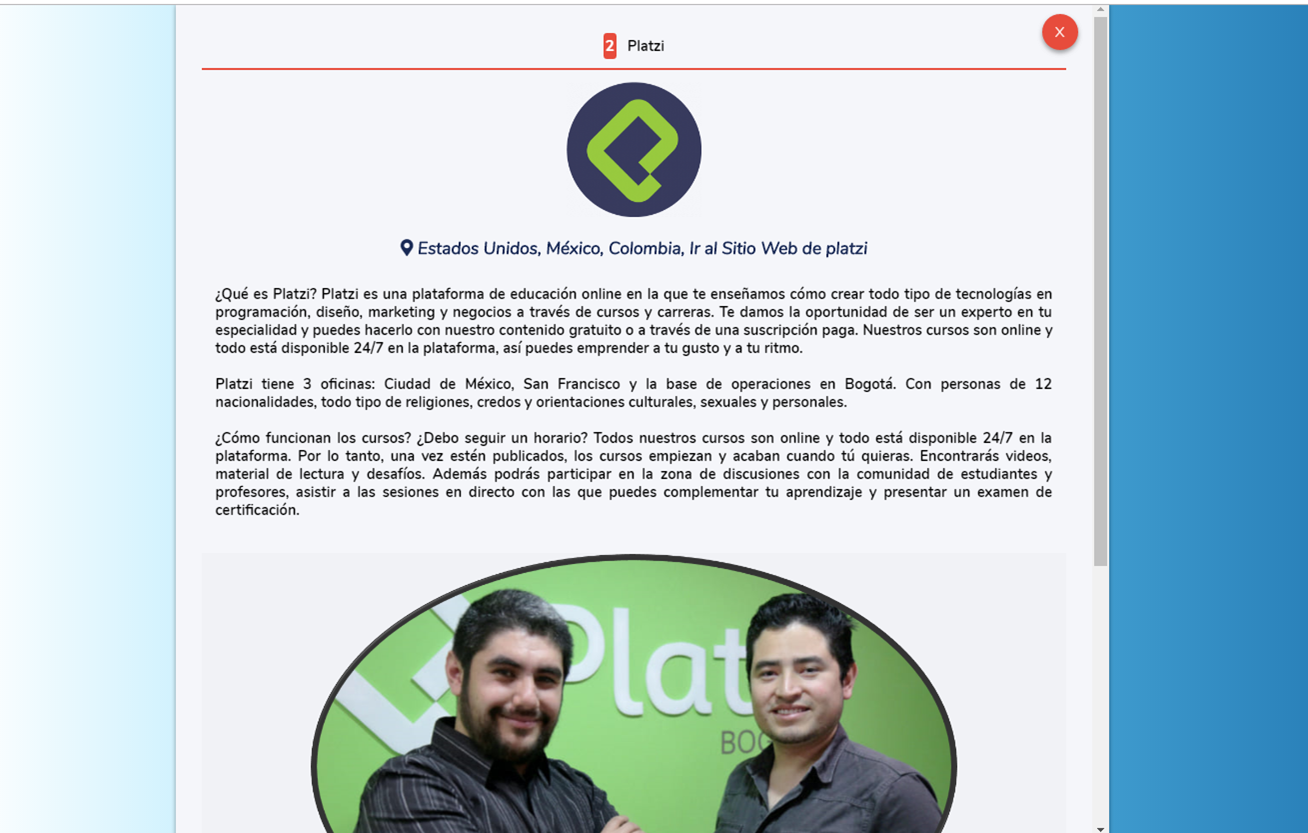 X
2 Platzi
Estados Unidos, México, Colombia, Ir al Sitio Web de platzi
¿Qué es Platzi? Platzi es una plataforma de educación online en la que te enseñamos cómo crear todo tipo de tecnologías en
programación, diseño, marketing y negocios a través de cursos y carreras. Te damos la oportunidad de ser un experto en tu
especialidad y puedes hacerlo con nuestro contenido gratuito o a través de una suscripción paga. Nuestros cursos son online y
todo está disponible 24/7 en la plataforma, así puedes emprender a tu gusto y a tu ritmo.
Platzi tiene 3 oficinas: Ciudad de México, San Francisco y la base de operaciones en Bogotá. Con personas de 12
nacionalidades, todo tipo de religiones, credos y orientaciones culturales, sexuales y personales.
¿Cómo funcionan los cursos? ¿Debo seguir un horario? Todos nuestros cursos son online y todo está disponible 24/7 en la
plataforma. Por lo tanto, una vez estén publicados, los cursos empiezan y acaban cuando tú quieras. Encontrarás videos,
material de lectura y desafíos. Además podrás participar en la zona de discusiones con la comunidad de estudiantes y
profesores, asistir a las sesiones en directo con las que puedes complementar tu aprendizaje y presentar un examen de
certificación.
Plat
BOG